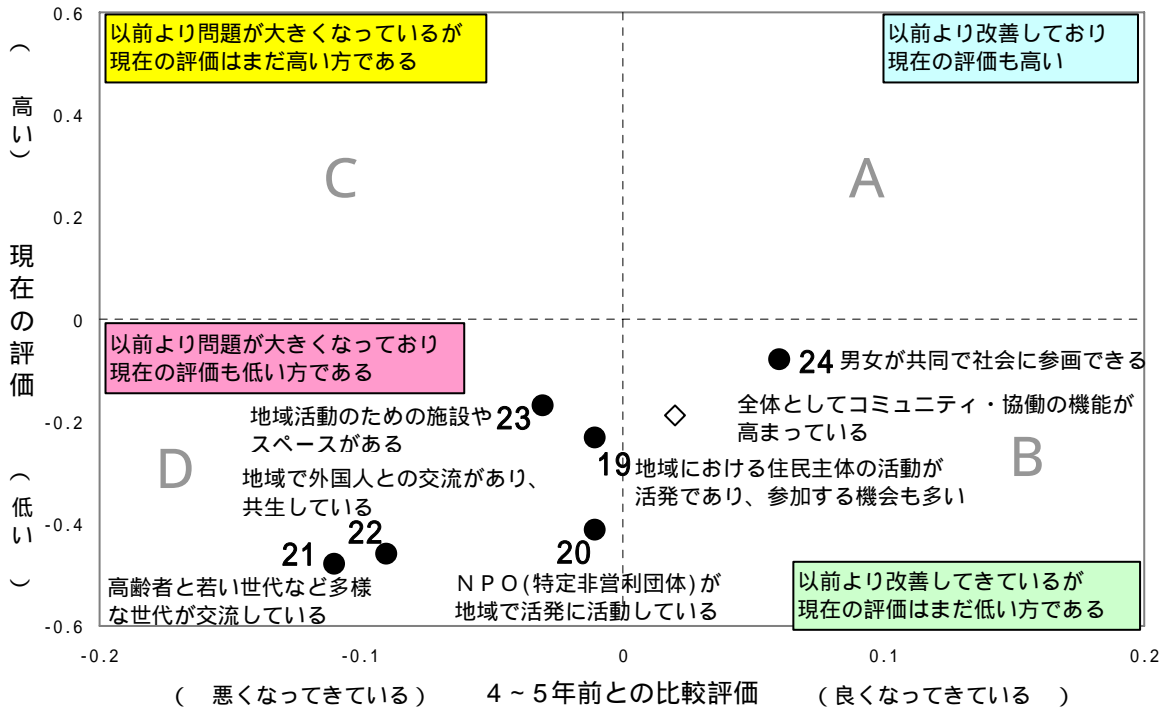 0.6
0.4
0.2
0
-0.2
-0.4
-0.6
( 高い)
現在の評価
( 低い )
以前より問題が大きくなっているが
現在の評価はまだ高い方である
以前より改善しており
現在の評価も高い
C
A
以前より問題が大きくなっており
現在の評価も低い方である
24 男女が共同で社会に参画できる
地域活動のための施設や
スペースがある
23
全体としてコミュニティ・協働の機能が
高まっている
D
B
19 地域における住民主体の活動が
活発であり、参加する機会も多い
地域で外国人との交流があり、
共生している
22
21
20
高齢者と若い世代など多様
な世代が交流している
NPO(特定非営利団体)が
地域で活発に活動している
以前より改善してきているが
現在の評価はまだ低い方である
-0.2
-0.1
0
0.1
0.2
( 悪くなってきている) 4~5年前との比較評価 (良くなってきている )